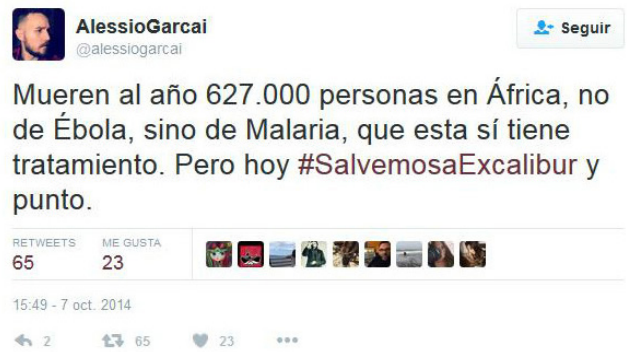 AlessioGarcai
@alessiogarcai
Seguir
Mueren al año 627.000 personas en África, no
de Ébola, sino de Malaria, que esta sí tiene
tratamiento. Pero hoy #SalvemosaExcalibur y
punto.
RETWEETS ME GUSTA
65 23
15:49 - 7 oct. 2014
2 65 23